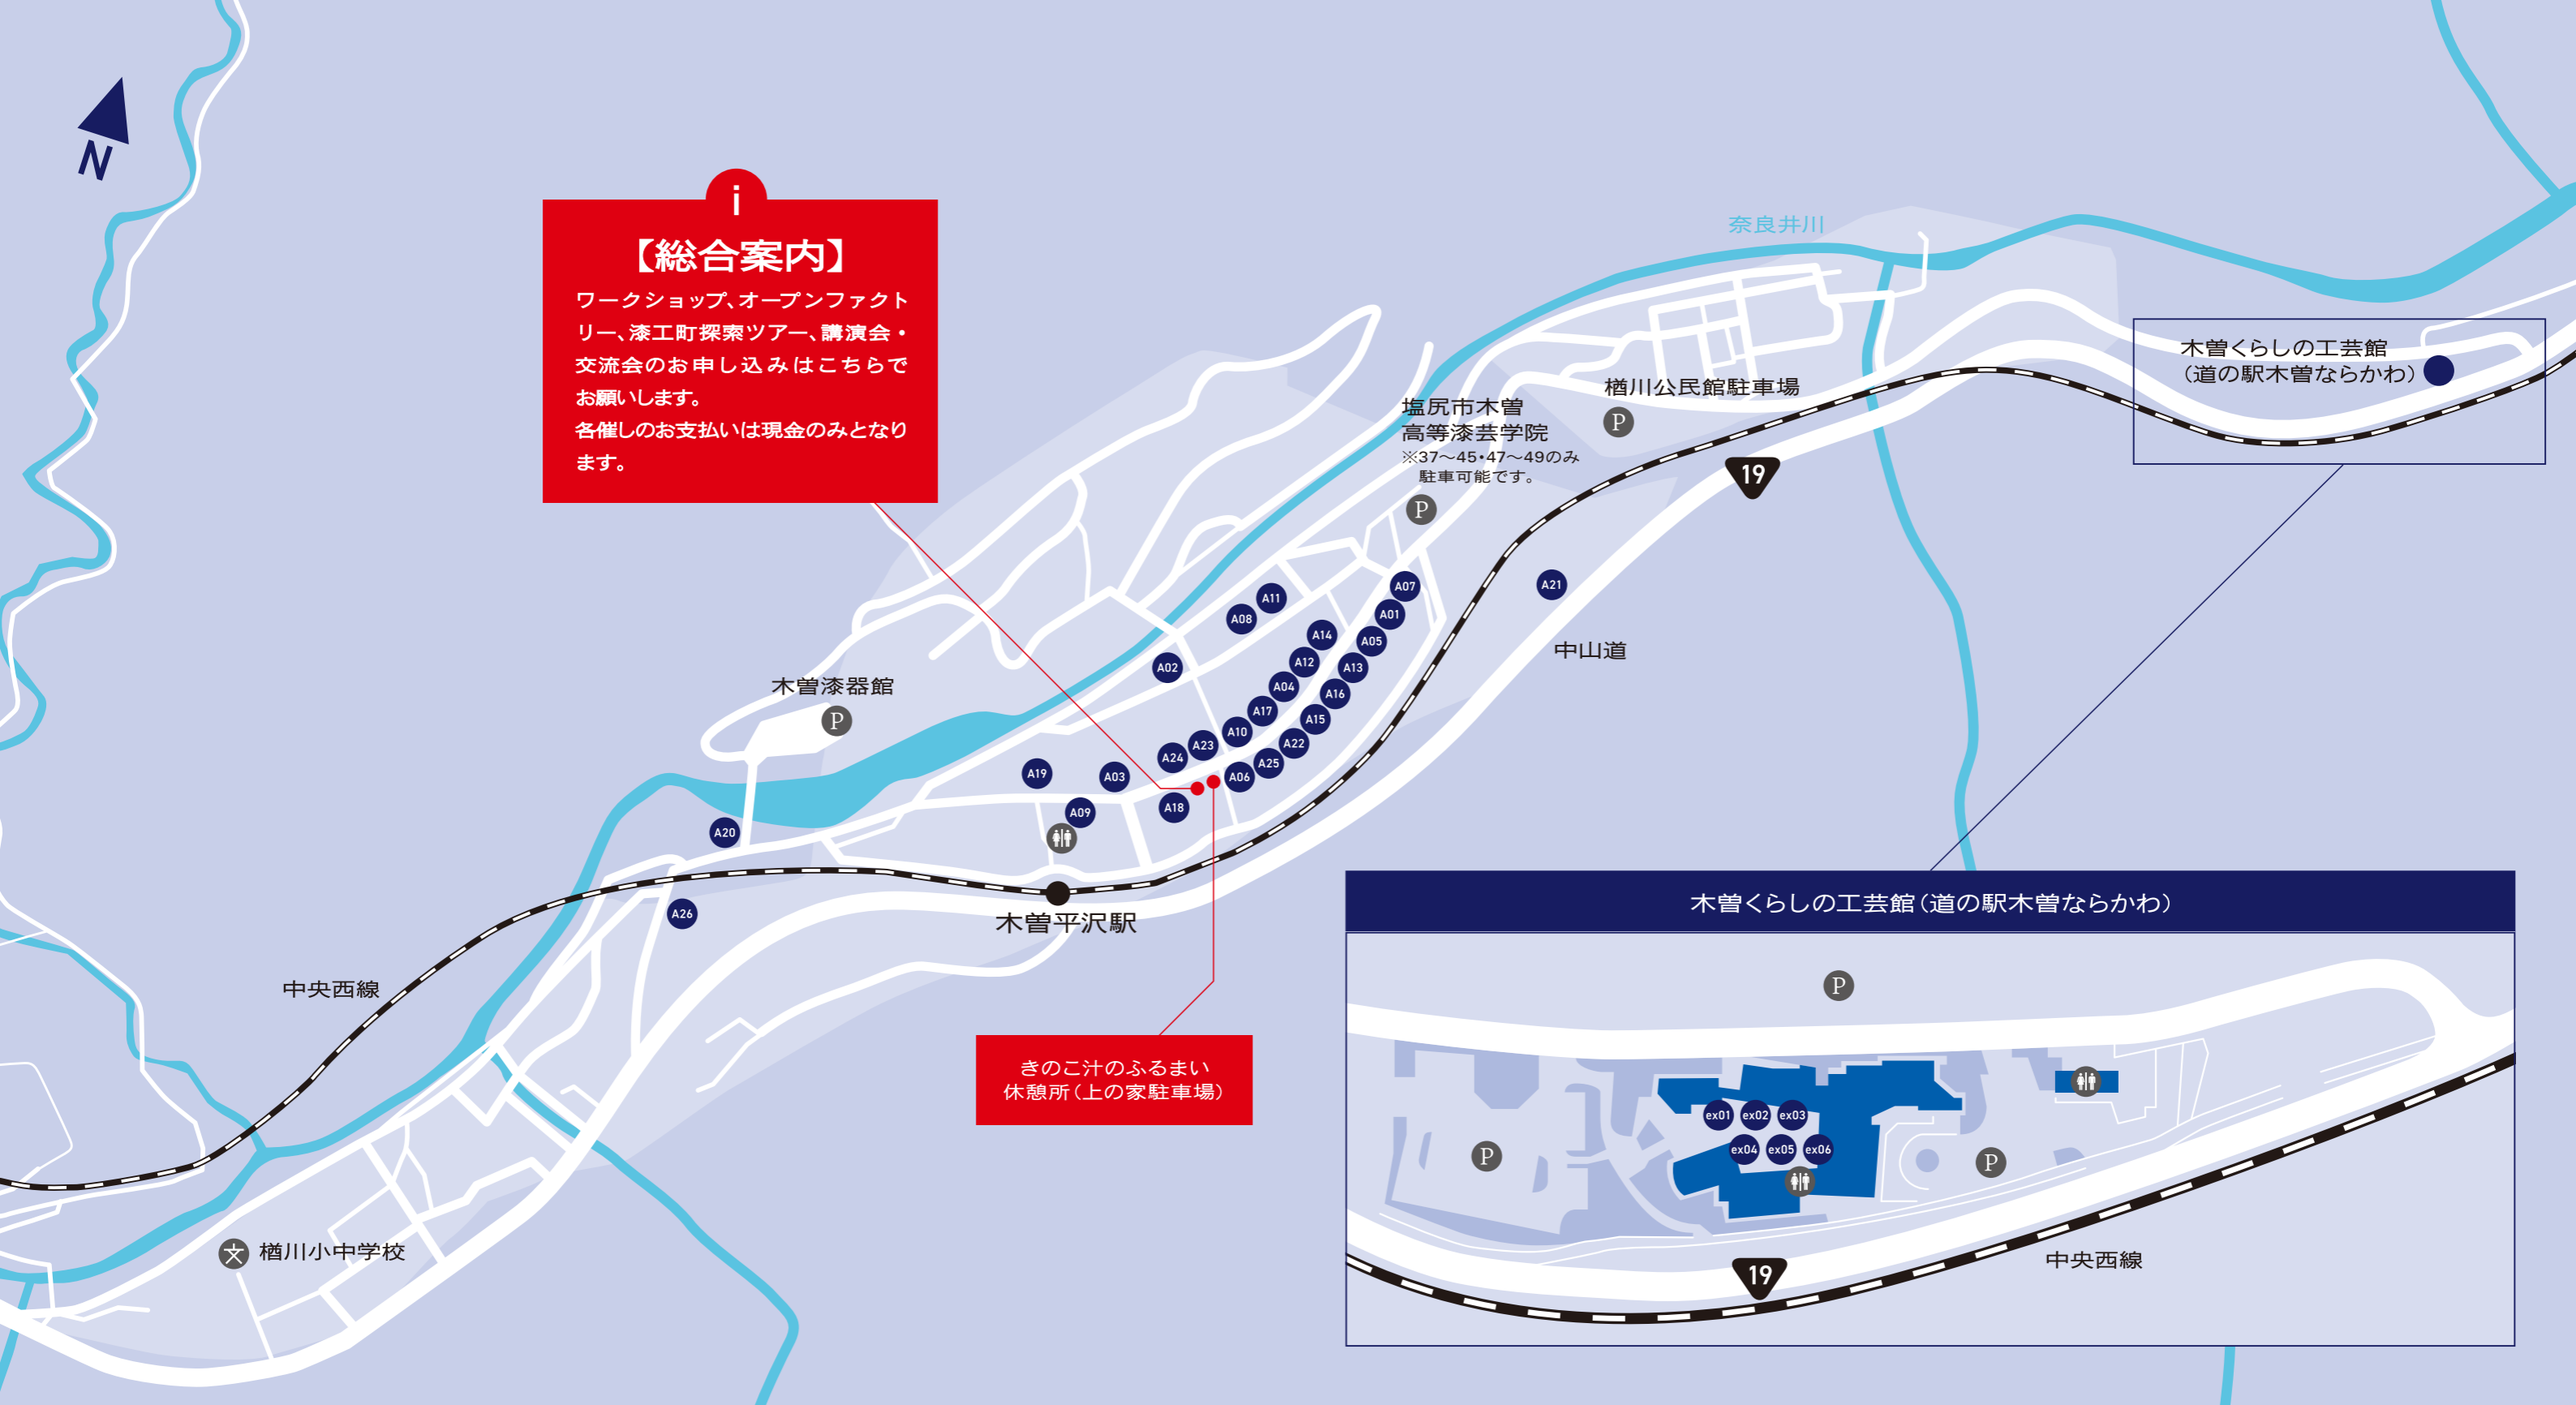 N
i
【総合案内】
ワークショップ、オープンファクト
リー、漆工町探索ツアー、講演会・
交流会のお申し込みはこちらで
お願いします。
各催しのお支払いは現金のみとなり
ます。
奈良井川
木曽くらしの工芸館
（道の駅木曽ならかわ）
楢川公民館駐車場
P
塩尻市木曽
高等漆芸学院
※37〜45・47〜49のみ
駐車可能です。
P
19
中山道
A21
A07
A01
A05
A13
A16
A15
A22
A25
A06
A11
A08
A14
A12
A04
A17
A10
A23
A24
A02
A18
A03
A19
A09
木曽漆器館
P
A20
A26
木曽平沢駅
中央西線
きのこ汁のふるまい
休憩所（上の家駐車場）
文
楢川小中学校
木曽くらしの工芸館（道の駅木曽ならかわ）
P
ex01 ex02 ex03
ex04 ex05 ex06
P
P
19
中央西線